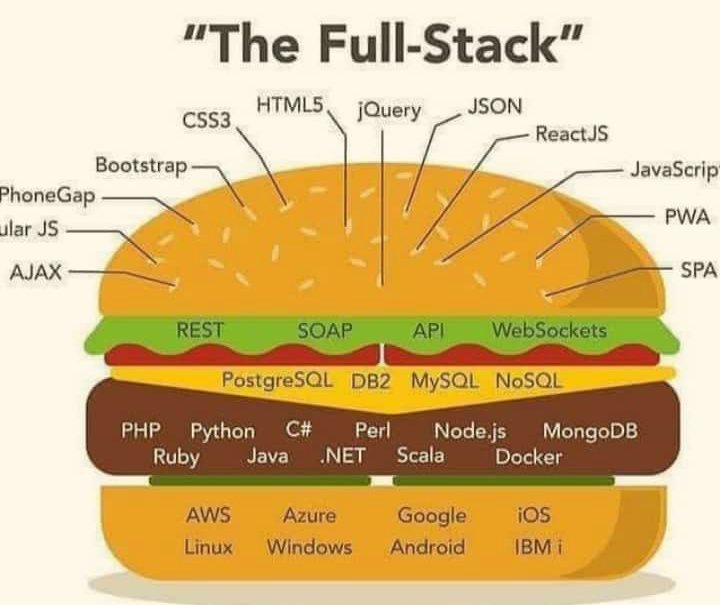 "The Full-Stack"
HTML5
jQuery
JSON
CSS3
ReactJS
Bootstrap
JavaScrip
PhoneGap
PWA
ular JS
AJAX
SPA
REST SOAP API WebSockets
PostgreSQL DB2 MySQL NoSQL
PHP Python C# Perl Node.js MongoDB
Ruby Java .NET Scala Docker
AWS Azure Google iOS
Linux Windows Android IBM i